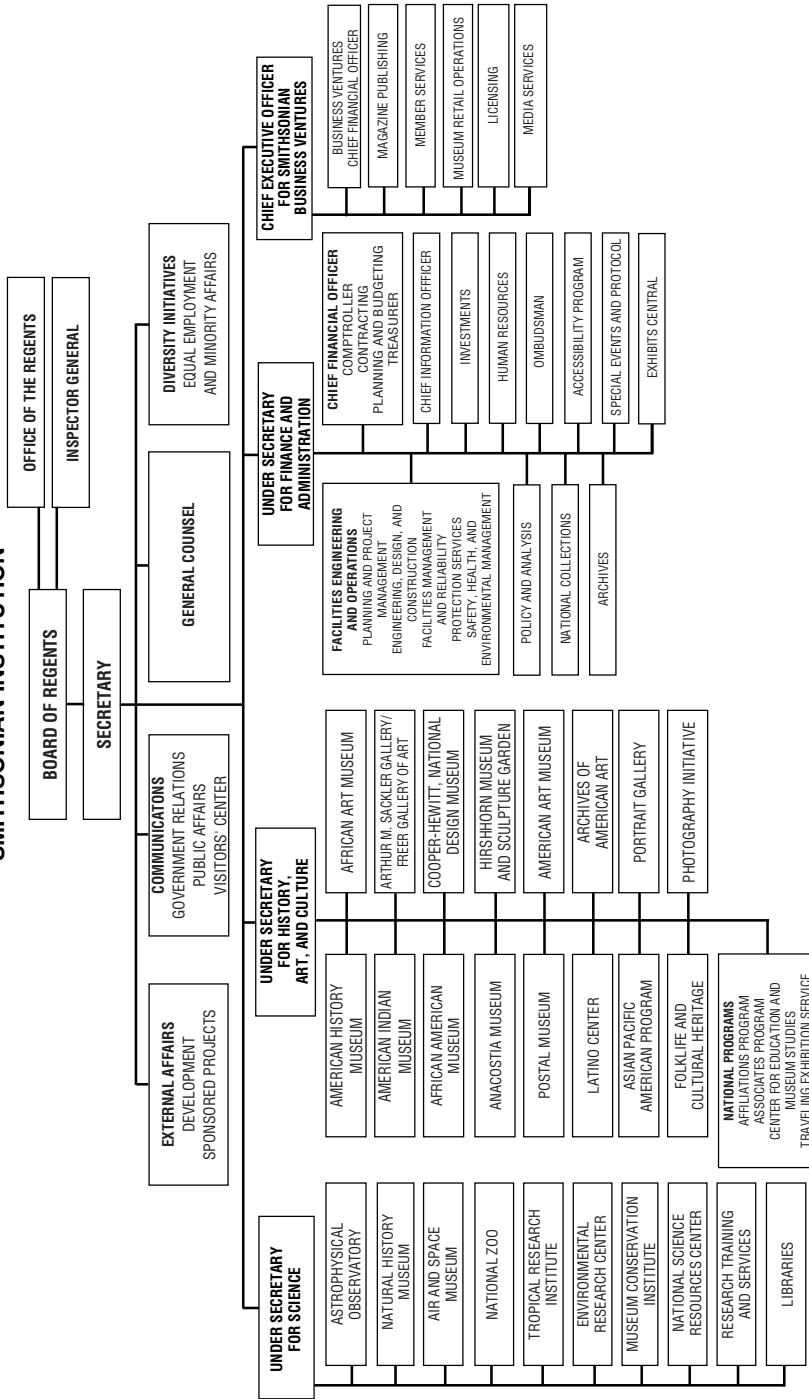 SMITHSONIAN INSTITUTION
BOARD OF REGENTS
OFFICE OF THE REGENTS
INSPECTOR GENERAL
SECRETARY
EXTERNAL AFFAIRS
DEVELOPMENT
SPONSORED PROJECTS
COMMUNICATONS
GOVERNMENT RELATIONS
PUBLIC AFFAIRS
VISITORS' CENTER
GENERAL COUNSEL
DIVERSITY INITIATIVES
EQUAL EMPLOYMENT
AND MINORITY AFFAIRS
UNDER SECRETARY
FOR SCIENCE
ASTROPHYSICAL
OBSERVATORY
NATURAL HISTORY
MUSEUM
AIR AND SPACE
MUSEUM
NATIONAL ZOO
TROPICAL RESEARCH
INSTITUTE
ENVIRONMENTAL
RESEARCH CENTER
MUSEUM CONSERVATION
INSTITUTE
NATIONAL SCIENCE
RESOURCES CENTER
RESEARCH TRAINING
AND SERVICES
LIBRARIES
UNDER SECRETARY
FOR HISTORY,
ART, AND CULTURE
AMERICAN HISTORY
MUSEUM
AMERICAN INDIAN
MUSEUM
AFRICAN AMERICAN
MUSEUM
ANACOSTIA MUSEUM
POSTAL MUSEUM
LATINO CENTER
ASIAN PACIFIC
AMERICAN PROGRAM
FOLKLIFE AND
CULTURAL HERITAGE
NATIONAL PROGRAMS
AFFILIATIONS PROGRAM
ASSOCIATES PROGRAM
CENTER FOR EDUCATION AND
MUSEUM STUDIES
TRAVELING EXHIBITION SERVICE
AFRICAN ART MUSEUM
ARTHUR M. SACKLER GALLERY/
FREER GALLERY OF ART
COOPER-HEWITT, NATIONAL
DESIGN MUSEUM
HIRSHHORN MUSEUM
AND SCULPTURE GARDEN
AMERICAN ART MUSEUM
ARCHIVES OF
AMERICAN ART
PORTRAIT GALLERY
PHOTOGRAPHY INITIATIVE
UNDER SECRETARY
FOR FINANCE AND
ADMINISTRATION
FACILITIES ENGINEERING
AND OPERATIONS
PLANNING AND PROJECT
MANAGEMENT
ENGINEERING, DESIGN, AND
CONSTRUCTION
FACILITIES MANAGEMENT
AND RELIABILITY
PROTECTION SERVICES
SAFETY, HEALTH, AND
ENVIRONMENTAL MANAGEMENT
POLICY AND ANALYSIS
NATIONAL COLLECTIONS
ARCHIVES
CHIEF FINANCIAL OFFICER
COMPTROLLER
CONTRACTING
PLANNING AND BUDGETING
TREASURER
CHIEF INFORMATION OFFICER
INVESTMENTS
HUMAN RESOURCES
OMBUDSMAN
ACCESSIBILITY PROGRAM
SPECIAL EVENTS AND PROTOCOL
EXHIBITS CENTRAL
CHIEF EXECUTIVE OFFICER
FOR SMITHSONIAN
BUSINESS VENTURES
BUSINESS VENTURES
CHIEF FINANCIAL OFFICER
MAGAZINE PUBLISHING
MEMBER SERVICES
MUSEUM RETAIL OPERATIONS
LICENSING
MEDIA SERVICES